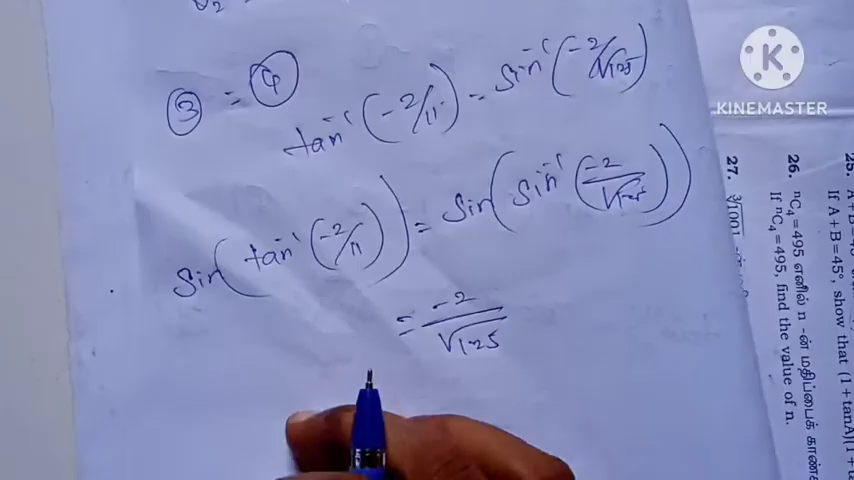 ③ = ④
tan⁻¹(-2/11) = sin⁻¹(-2/√125)
sin(tan⁻¹(-2/11)) = sin(sin⁻¹(-2/√125))
= -2/√125
KINEMASTER
If A+B=45°, show that (1+tanA)(1+
26. ⁿC₄=495 எனில் n -ன் மதிப்பைக் காண்க
If ⁿC₄=495, find the value of n.
27. ∛1001